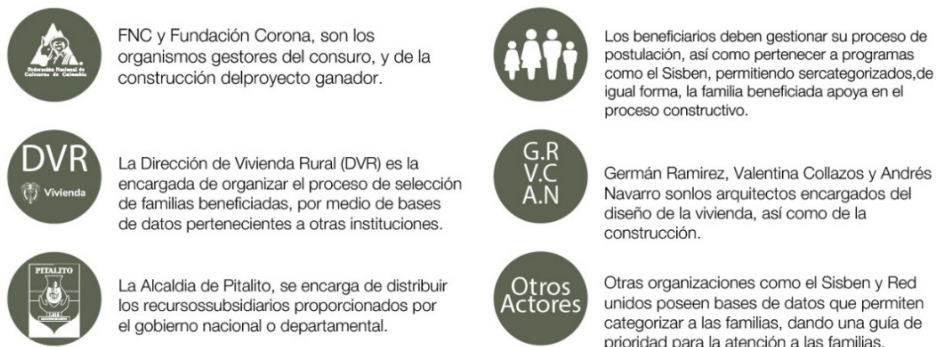 Federación Nacional de
Cafeteros de Colombia
FNC y Fundación Corona, son los
organismos gestores del consuro, y de la
construcción delproyecto ganador.
DVR
Vivienda
La Dirección de Vivienda Rural (DVR) es la
encargada de organizar el proceso de selección
de familias beneficiadas, por medio de bases
de datos pertenecientes a otras instituciones.
PITALITO
La Alcaldia de Pitalito, se encarga de distribuir
los recursossubsidiarios proporcionados por
el gobierno nacional o departamental.
Los beneficiarios deben gestionar su proceso de
postulación, así como pertenecer a programas
como el Sisben, permitiendo sercategorizados,de
igual forma, la familia beneficiada apoya en el
proceso constructivo.
G.R
V.C
A.N
Germán Ramirez, Valentina Collazos y Andrés
Navarro sonlos arquitectos encargados del
diseño de la vivienda, así como de la
construcción.
Otros
Actores
Otras organizaciones como el Sisben y Red
unidos poseen bases de datos que permiten
categorizar a las familias, dando una guía de
prioridad para la atención a las familias.